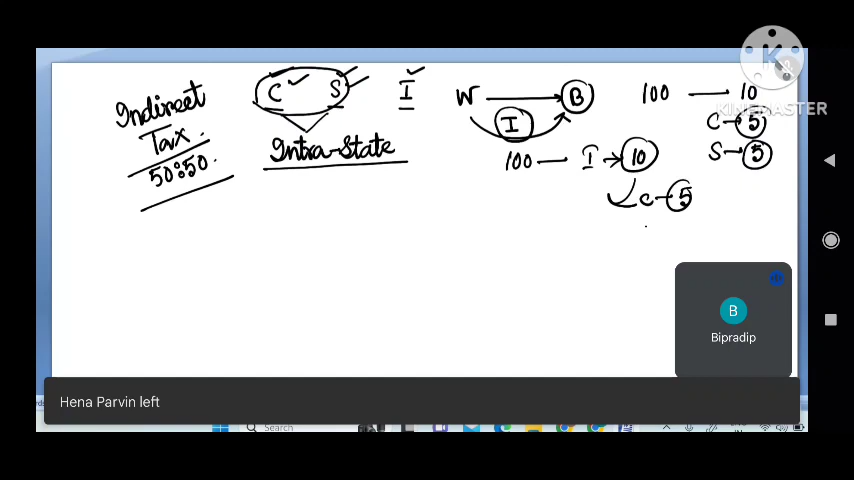 Indirect
Tax
50:50
C S I
Intra-State
W B
I
100 I 10
C 5
100 10
C 5
S 5
KINEMASTER
B
Bipradip
Hena Parvin left
Search